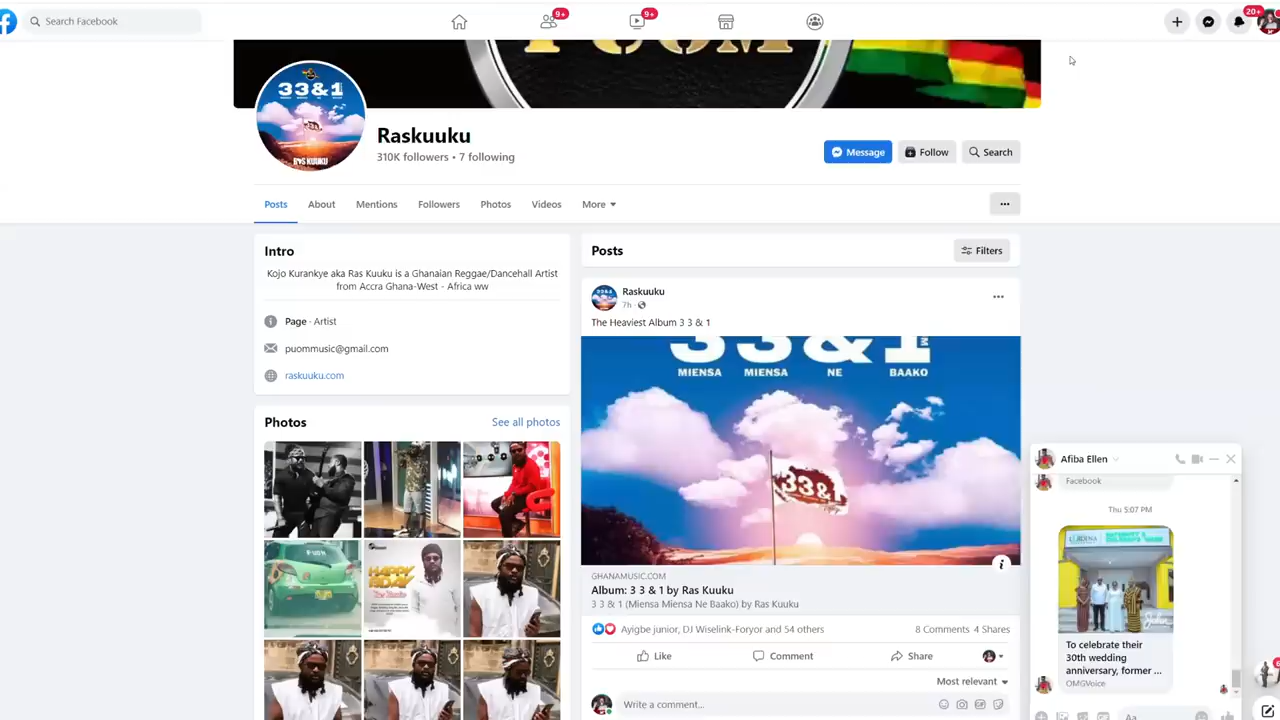 Search Facebook
9+
9+
20+
PUOM
33&1
RAS KUUKU
Raskuuku
310K followers • 7 following
Message
Follow
Search
Posts
About
Mentions
Followers
Photos
Videos
More
Intro
Kojo Kurankye aka Ras Kuuku is a Ghanaian Reggae/Dancehall Artist
from Accra Ghana-West - Africa ww
Page · Artist
puommusic@gmail.com
raskuuku.com
Photos
See all photos
HAPPY
BDAY
Posts
Filters
Raskuuku
7h
The Heaviest Album 3 3 & 1
33&1
MIENSA MIENSA NE BAAKO
33&1
GHANAMUSIC.COM
Album: 3 3 & 1 by Ras Kuuku
3 3 & 1 (Miensa Miensa Ne Baako) by Ras Kuuku
Ayigbe junior, DJ Wiselink-Foryor and 54 others
8 Comments 4 Shares
Like
Comment
Share
Most relevant
Write a comment...
Afiba Ellen
Facebook
Thu 5:07 PM
To celebrate their
30th wedding
anniversary, former ...
OMGVoice
Aa
6